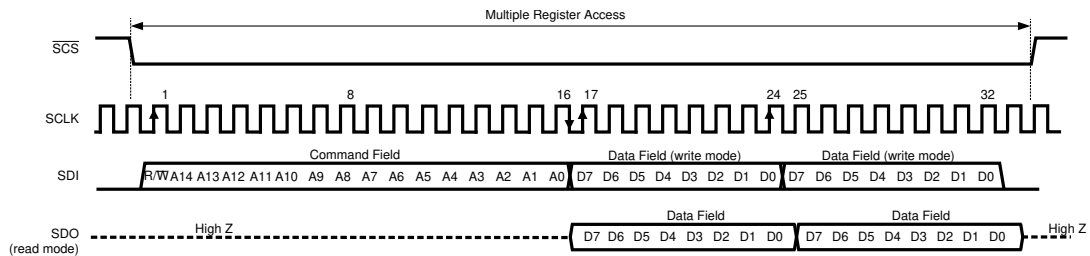 Multiple Register Access
SCS
1 8 16 17 24 25 32
SCLK
Command Field Data Field (write mode) Data Field (write mode)
SDI R/W A14 A13 A12 A11 A10 A9 A8 A7 A6 A5 A4 A3 A2 A1 A0 D7 D6 D5 D4 D3 D2 D1 D0 D7 D6 D5 D4 D3 D2 D1 D0
Data Field Data Field
High Z High Z
SDO D7 D6 D5 D4 D3 D2 D1 D0 D7 D6 D5 D4 D3 D2 D1 D0
(read mode)